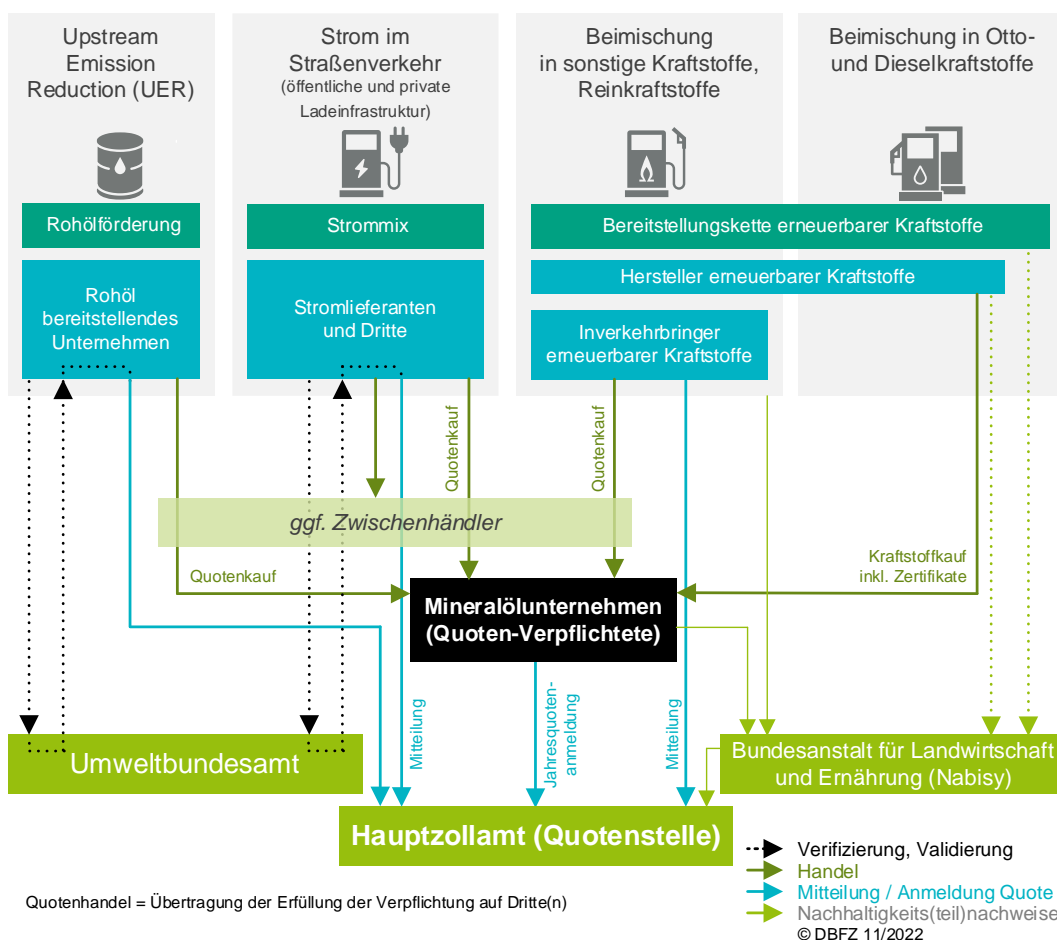 Upstream
Emission
Reduction (UER)
Strom im
Straßenverkehr
(öffentliche und private
Ladeinfrastruktur)
Beimischung
in sonstige Kraftstoffe,
Reinkraftstoffe
Beimischung in Otto-
und Dieselkraftstoffe
Rohölförderung
Strommix
Bereitstellungskette erneuerbarer Kraftstoffe
Rohöl
bereitstellendes
Unternehmen
Stromlieferanten
und Dritte
Hersteller erneuerbarer Kraftstoffe
Inverkehrbringer
erneuerbarer Kraftstoffe
Quotenkauf
Quotenkauf
ggf. Zwischenhändler
Quotenkauf
Kraftstoffkauf
inkl. Zertifikate
Mineralölunternehmen
(Quoten-Verpflichtete)
Mitteilung
Jahresquoten-
anmeldung
Mitteilung
Umweltbundesamt
Bundesanstalt für Landwirtschaft
und Ernährung (Nabisy)
Hauptzollamt (Quotenstelle)
Verifizierung, Validierung
Handel
Mitteilung / Anmeldung Quote
Nachhaltigkeits(teil)nachweise
© DBFZ 11/2022
Quotenhandel = Übertragung der Erfüllung der Verpflichtung auf Dritte(n)